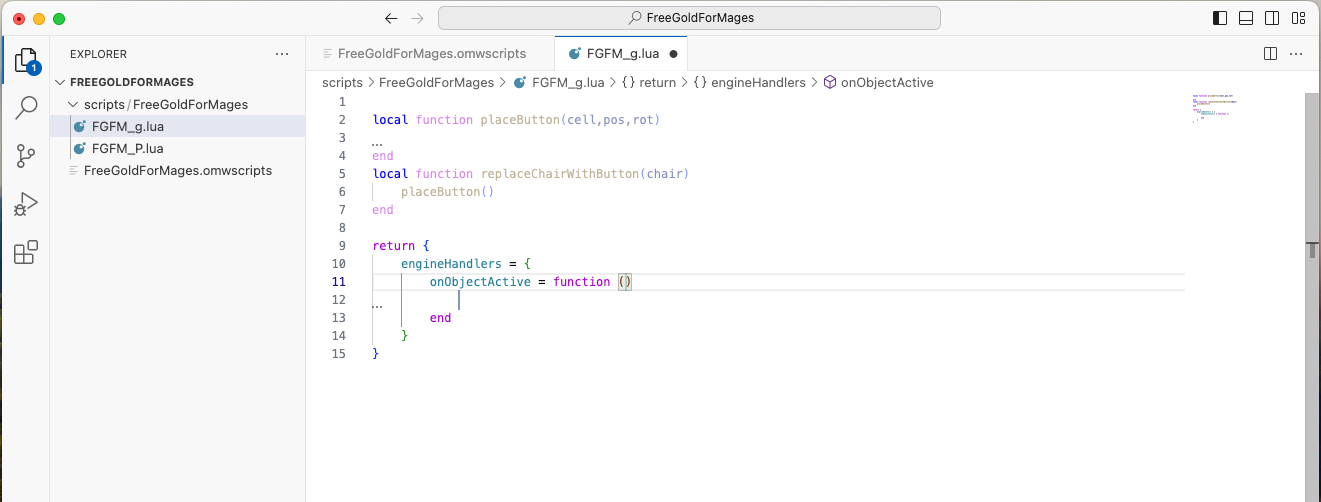 FreeGoldForMages
EXPLORER
FreeGoldForMages.omwscripts
FGFM_g.lua
1
FREEGOLDFORMAGES
scripts > FreeGoldForMages > FGFM_g.lua > {} return > {} engineHandlers > onObjectActive
scripts/FreeGoldForMages
FGFM_g.lua
FGFM_P.lua
FreeGoldForMages.omwscripts
1
2 local function placeButton(cell,pos,rot)
3 ...
4 end
5 local function replaceChairWithButton(chair)
6 placeButton()
7 end
8
9 return {
10 engineHandlers = {
11 onObjectActive = function ()
12 ...
13 end
14 }
15 }